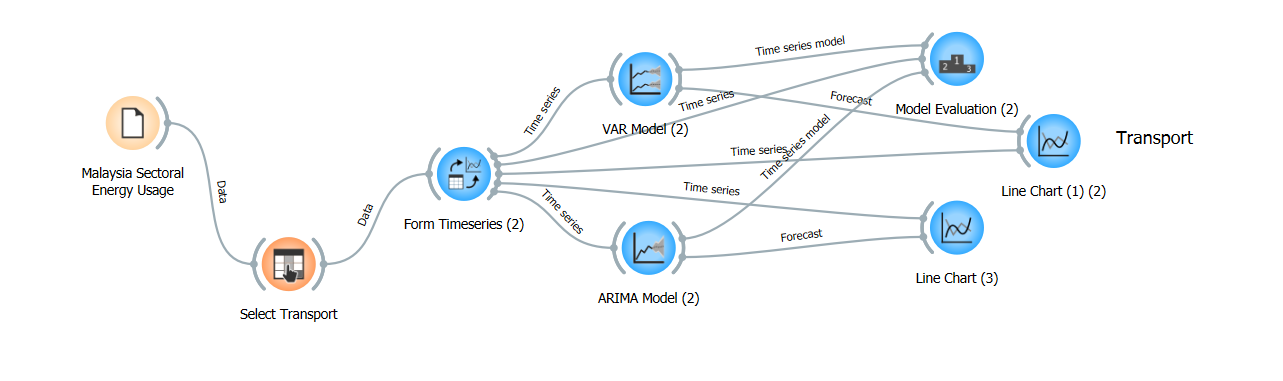 Time series model
Time series
Time series
VAR Model (2)
Forecast
Model Evaluation (2)
Transport
Malaysia Sectoral
Energy Usage
Data
Data
Form Timeseries (2)
Time series
Time series model
Line Chart (1) (2)
Time series
Time series
Forecast
Line Chart (3)
ARIMA Model (2)
Select Transport
1
2
3